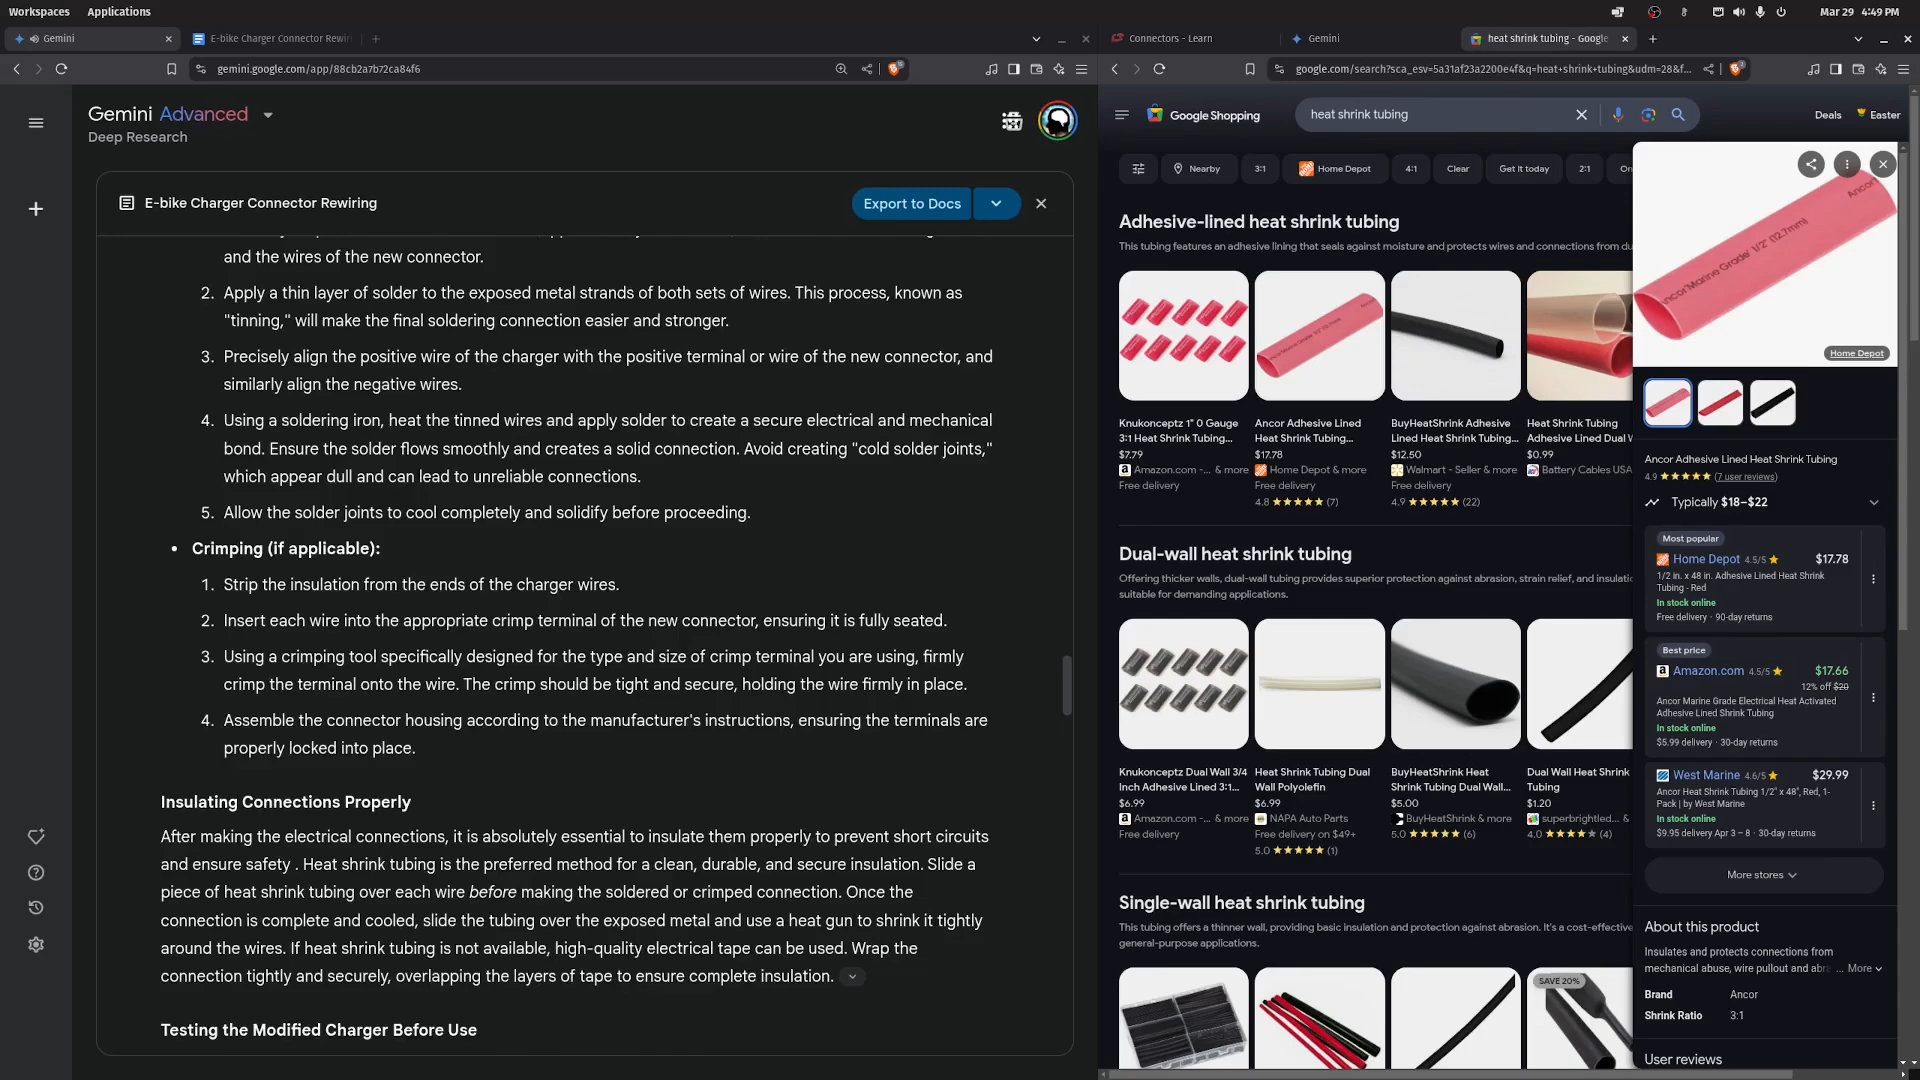 Workspaces Applications
Mar 29 4:49 PM
Gemini
E-bike Charger Connector Rewiri
gemini.google.com/app/88cb2a7b72ca84f6
Gemini Advanced
Deep Research
E-bike Charger Connector Rewiring
Export to Docs
and the wires of the new connector.
2. Apply a thin layer of solder to the exposed metal strands of both sets of wires. This process, known as
"tinning," will make the final soldering connection easier and stronger.
3. Precisely align the positive wire of the charger with the positive terminal or wire of the new connector, and
similarly align the negative wires.
4. Using a soldering iron, heat the tinned wires and apply solder to create a secure electrical and mechanical
bond. Ensure the solder flows smoothly and creates a solid connection. Avoid creating "cold solder joints,"
which appear dull and can lead to unreliable connections.
5. Allow the solder joints to cool completely and solidify before proceeding.
• Crimping (if applicable):
1. Strip the insulation from the ends of the charger wires.
2. Insert each wire into the appropriate crimp terminal of the new connector, ensuring it is fully seated.
3. Using a crimping tool specifically designed for the type and size of crimp terminal you are using, firmly
crimp the terminal onto the wire. The crimp should be tight and secure, holding the wire firmly in place.
4. Assemble the connector housing according to the manufacturer's instructions, ensuring the terminals are
properly locked into place.
Insulating Connections Properly
After making the electrical connections, it is absolutely essential to insulate them properly to prevent short circuits
and ensure safety . Heat shrink tubing is the preferred method for a clean, durable, and secure insulation. Slide a
piece of heat shrink tubing over each wire before making the soldered or crimped connection. Once the
connection is complete and cooled, slide the tubing over the exposed metal and use a heat gun to shrink it tightly
around the wires. If heat shrink tubing is not available, high-quality electrical tape can be used. Wrap the
connection tightly and securely, overlapping the layers of tape to ensure complete insulation.
Testing the Modified Charger Before Use
Connectors - Learn
Gemini
heat shrink tubing - Google
google.com/search?sca_esv=5a31af23a2200e4f&q=heat+shrink+tubing&udm=28&f...
Google Shopping
heat shrink tubing
Deals
Easter
Nearby 3:1 Home Depot 4:1 Clear Get it today 2:1 On
Adhesive-lined heat shrink tubing
This tubing features an adhesive lining that seals against moisture and protects wires and connections from du
Knukonceptz 1" 0 Gauge
3:1 Heat Shrink Tubing...
$7.79
Amazon.com -... & more
Free delivery
Ancor Adhesive Lined
Heat Shrink Tubing...
$17.78
Home Depot & more
Free delivery
4.8 ★★★★★ (7)
BuyHeatShrink Adhesive
Lined Heat Shrink Tubing...
$12.50
Walmart - Seller & more
Free delivery
4.9 ★★★★★ (22)
Heat Shrink Tubing
Adhesive Lined Dual W
$0.99
Battery Cables USA
Dual-wall heat shrink tubing
Offering thicker walls, dual-wall tubing provides superior protection against abrasion, strain relief, and insulatio
suitable for demanding applications.
Knukonceptz Dual Wall 3/4
Inch Adhesive Lined 3:1...
$6.99
Amazon.com -... & more
Free delivery
Heat Shrink Tubing Dual
Wall Polyolefin
$6.99
NAPA Auto Parts
Free delivery on $49+
5.0 ★★★★★ (1)
BuyHeatShrink Heat
Shrink Tubing Dual Wall...
$5.00
BuyHeatShrink & more
5.0 ★★★★★ (6)
Dual Wall Heat Shrink
Tubing
$1.20
superbrightled... &
4.0 ★★★★★ (4)
Single-wall heat shrink tubing
This tubing offers a thinner wall, providing basic insulation and protection against abrasion. It's a cost-effective
general-purpose applications.
SAVE 20%
Ancor
Ancor Marine Grade 1/2" (12.7mm)
Home Depot
Ancor Adhesive Lined Heat Shrink Tubing
4.9 ★★★★★ (7 user reviews)
Typically $18–$22
Most popular
Home Depot 4.5/5 ★ $17.78
1/2 in. x 48 in. Adhesive Lined Heat Shrink
Tubing - Red
In stock online
Free delivery · 90-day returns
Best price
Amazon.com 4.5/5 ★ $17.66
12% off $20
Ancor Marine Grade Electrical Heat Activated
Adhesive Lined Shrink Tubing
In stock online
$5.99 delivery · 30-day returns
West Marine 4.6/5 ★ $29.99
Ancor Heat Shrink Tubing 1/2" x 48", Red, 1-
Pack | by West Marine
In stock online
$9.95 delivery Apr 3 – 8 · 30-day returns
More stores
About this product
Insulates and protects connections from
mechanical abuse, wire pullout and abra ... More
Brand Ancor
Shrink Ratio 3:1
User reviews